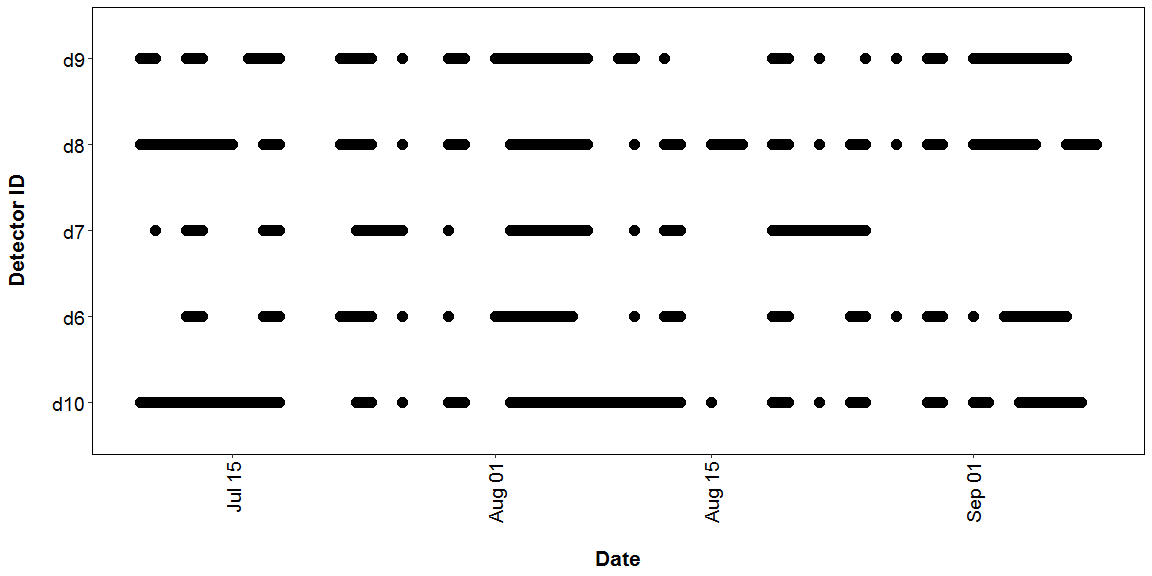 d9
d8
d7
d6
d10
Detector ID
Jul 15
Aug 01
Aug 15
Sep 01
Date